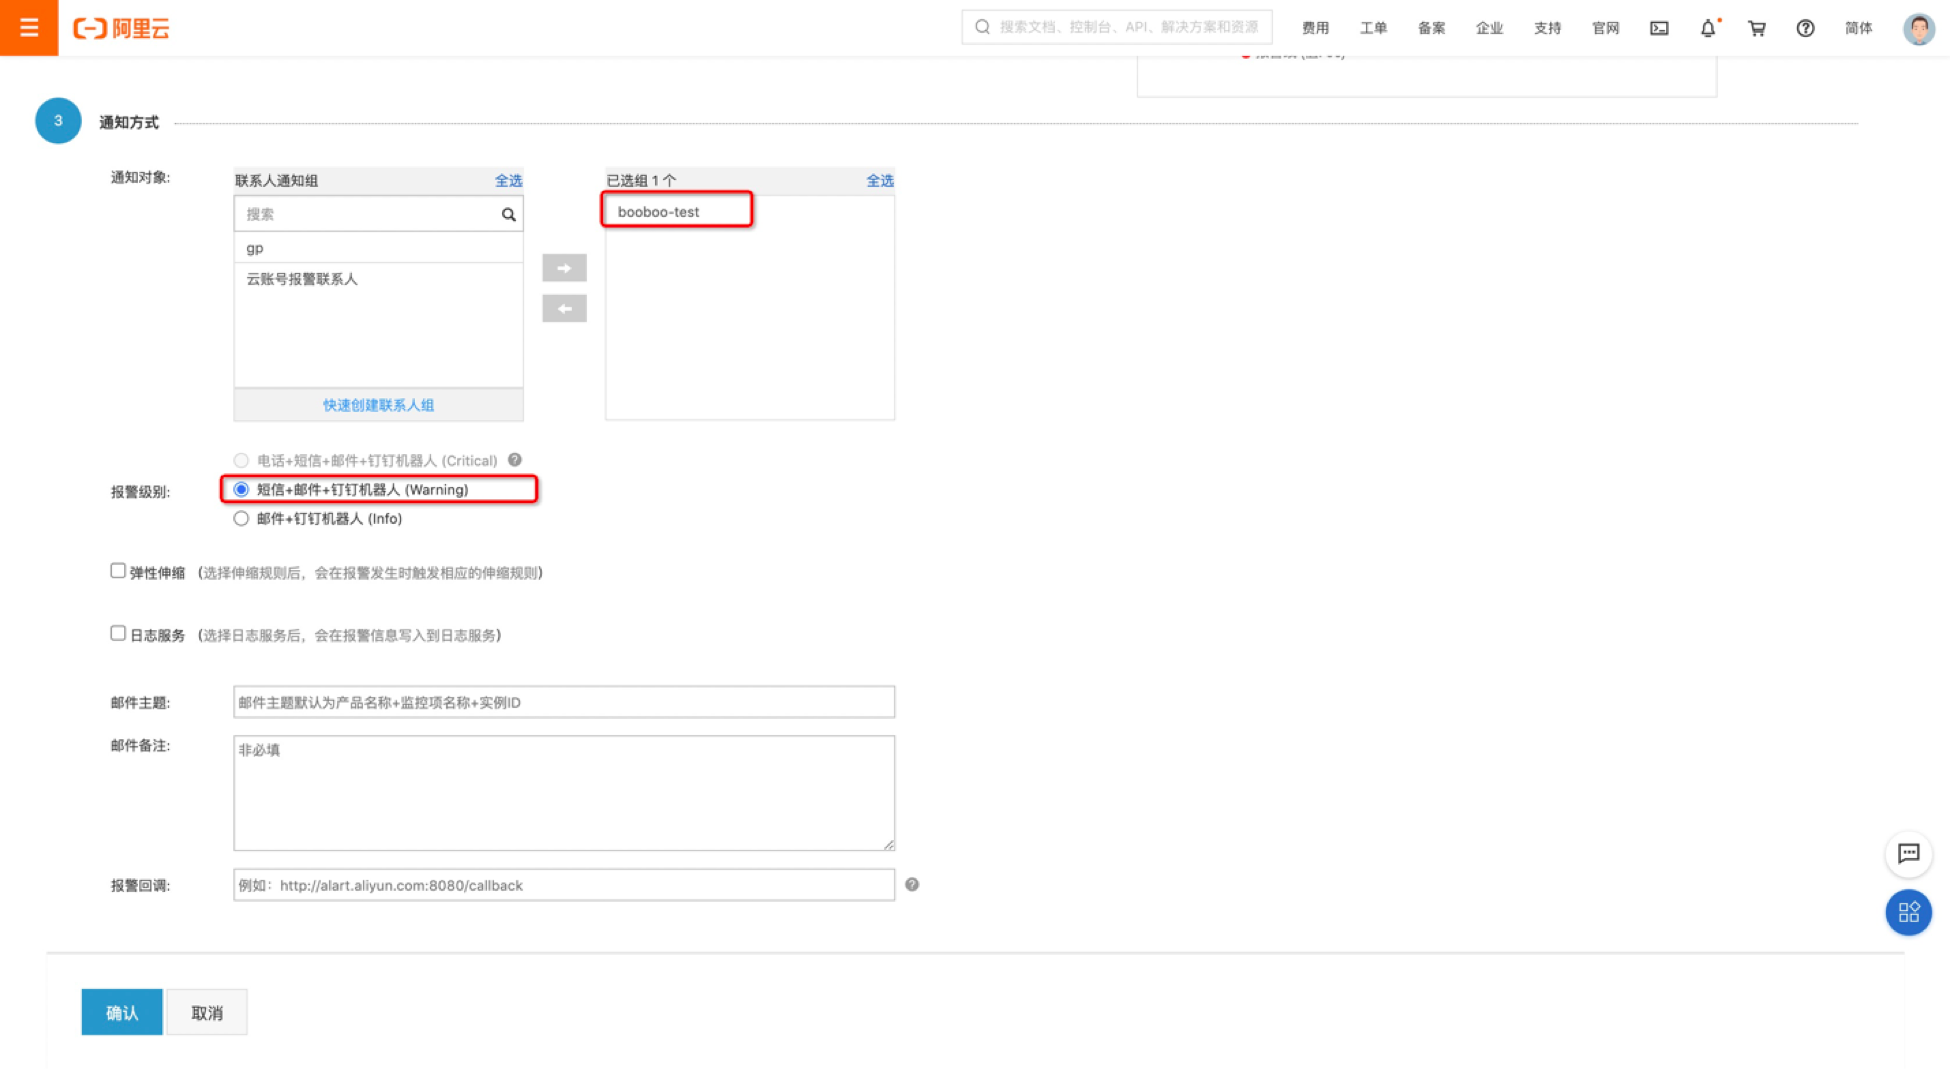 阿里云
搜索文档、控制台、API、解决方案和资源
费用
工单
备案
企业
支持
官网
简体
3
通知方式
通知对象:
联系人通知组
全选
已选组 1 个
全选
搜索
booboo-test
gp
云账号报警联系人
快速创建联系人组
电话+短信+邮件+钉钉机器人 (Critical)
报警级别:
短信+邮件+钉钉机器人 (Warning)
邮件+钉钉机器人 (Info)
弹性伸缩 (选择伸缩规则后，会在报警发生时触发相应的伸缩规则)
日志服务 (选择日志服务后，会在报警信息写入到日志服务)
邮件主题:
邮件主题默认为产品名称+监控项名称+实例ID
邮件备注:
非必填
报警回调:
例如：http://alart.aliyun.com:8080/callback
确认
取消